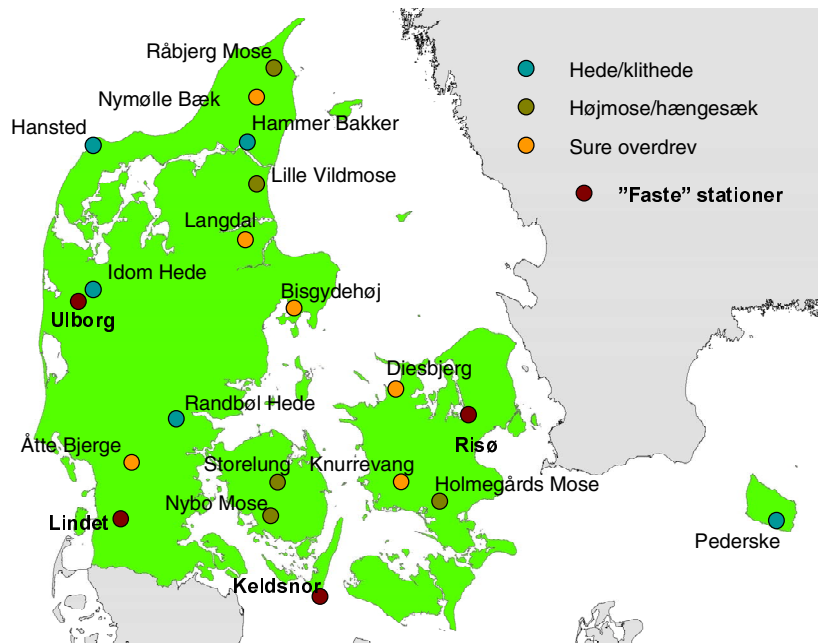 Råbjerg Mose
Nymølle Bæk
Hansted
Hammer Bakker
Lille Vildmose
Langdal
Idom Hede
Ulborg
Bisgydehøj
Diesbjerg
Randbøl Hede
Risø
Åtte Bjerge
Storelung
Knurrevang
Holmegårds Mose
Nybo Mose
Lindet
Keldsnor
Pederske
Hede/klithede
Højmose/hængesæk
Sure overdrev
”Faste” stationer